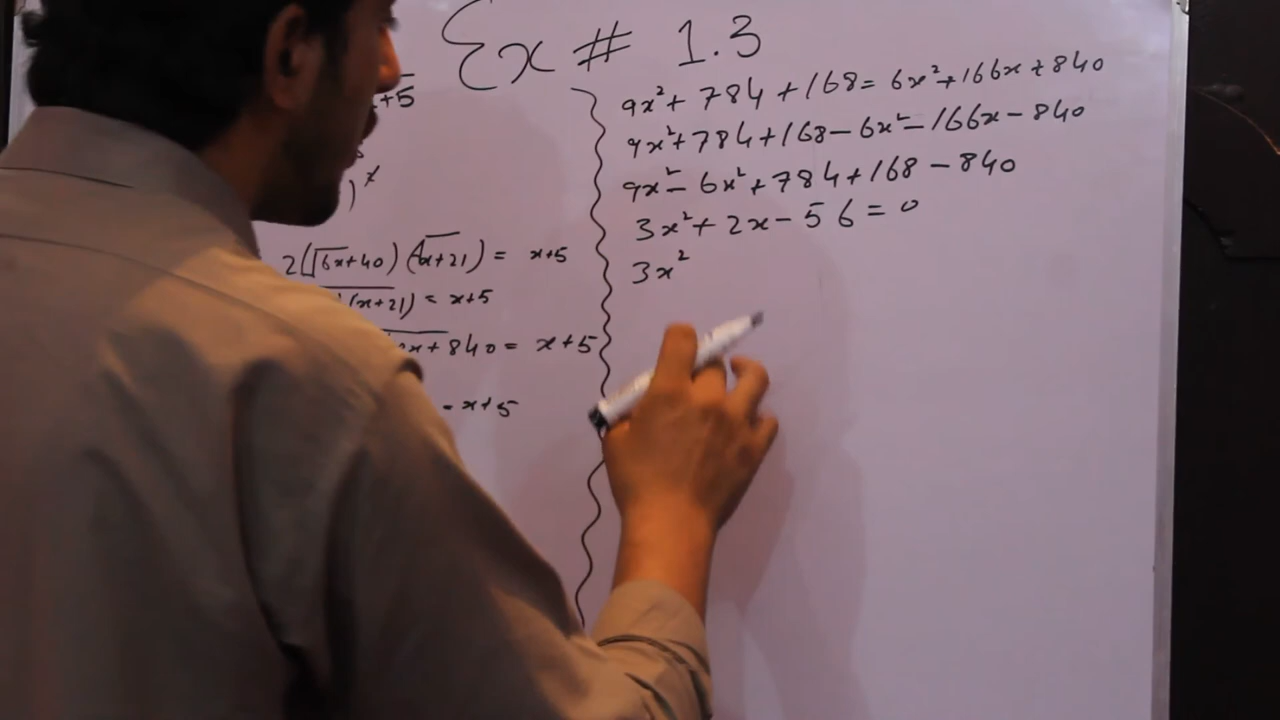 Ex # 1.3
x+5
2(√6x+40)(√x+21) = x+5
(x+21) = x+5
x+840 = x+5
= x+5
9x²+784+168=6x²+166x+840
9x²+784+168-6x²-166x-840
9x²-6x²+784+168-840
3x²+2x-56=0
3x²